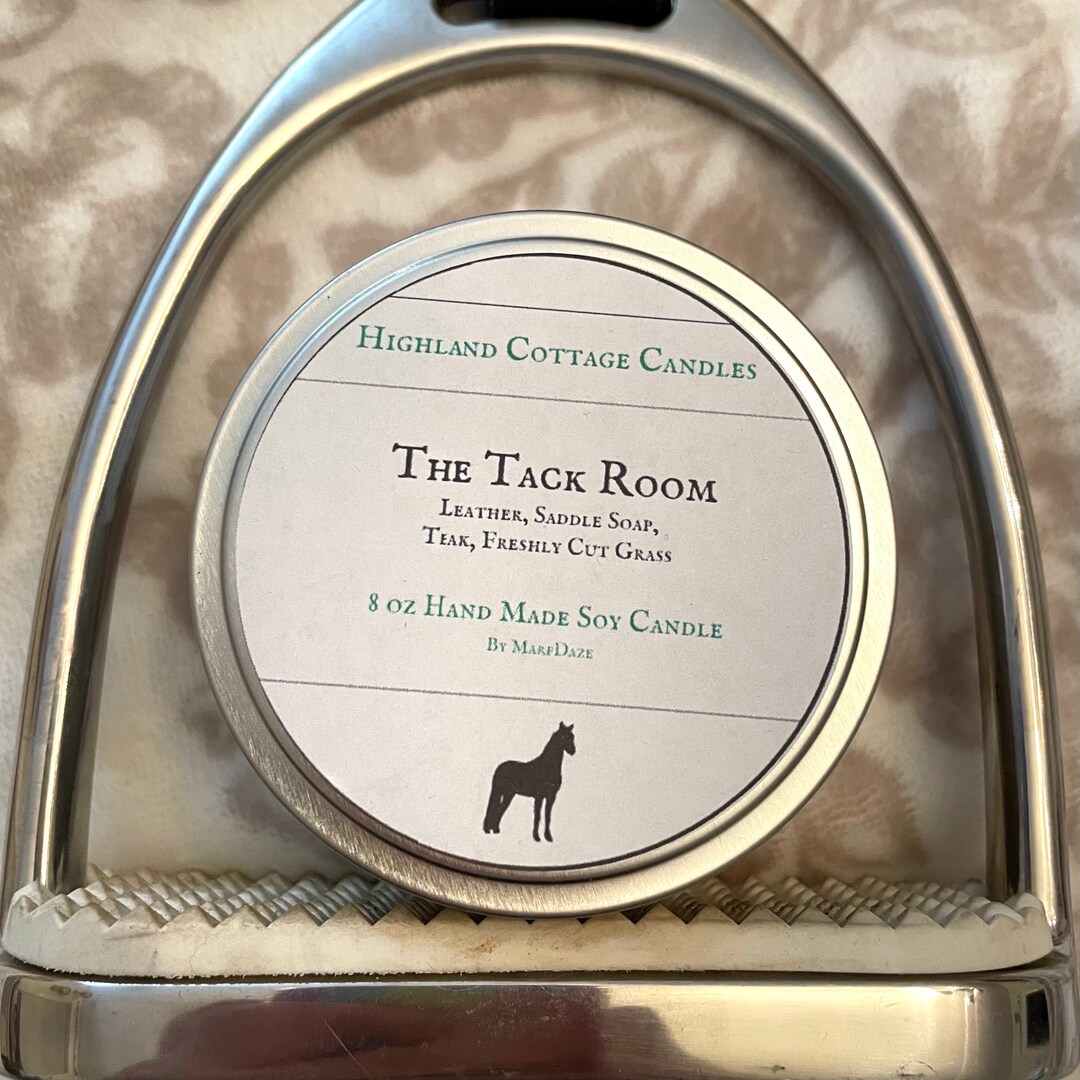 Highland Cottage Candles
The Tack Room
Leather, Saddle Soap,
Teak, Freshly Cut Grass
8 oz Hand Made Soy Candle
By MareDaze